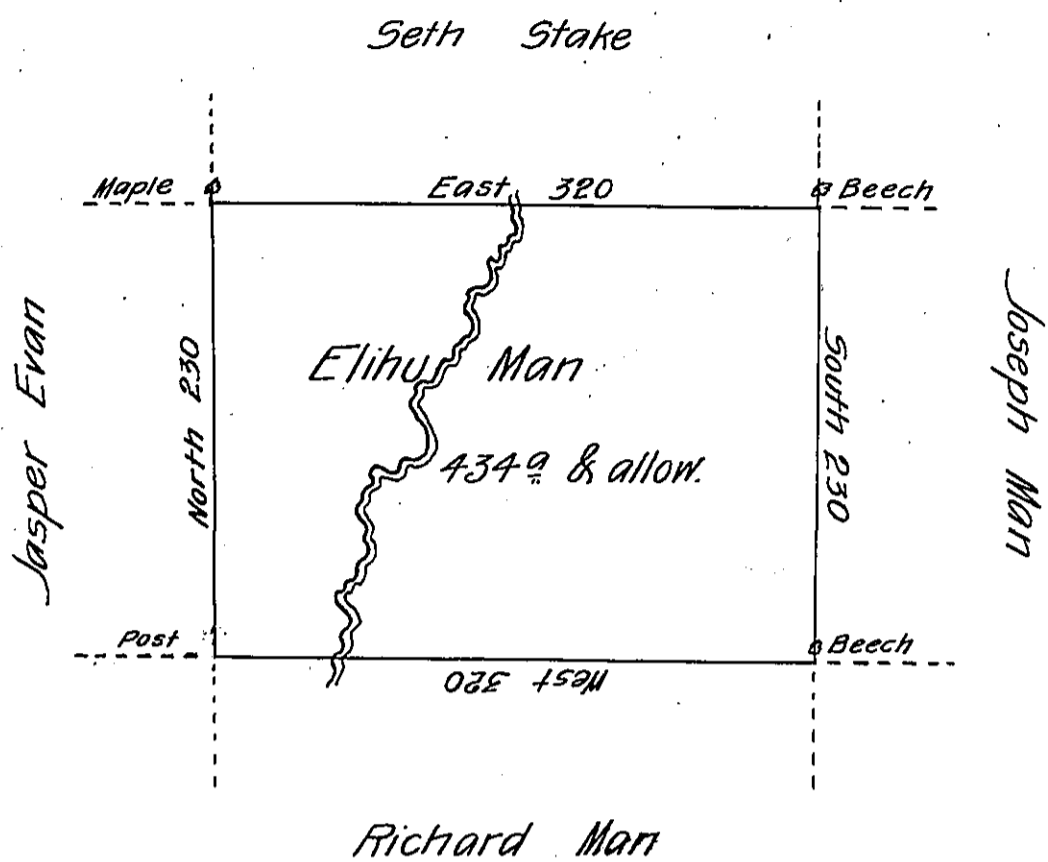 Seth Stake
Maple
East 320
Beech
Jasper Evan
North 230
Elihu Man
South 230
Joseph Man
434a & allow.
Post
Beech
West 320
Richard Man